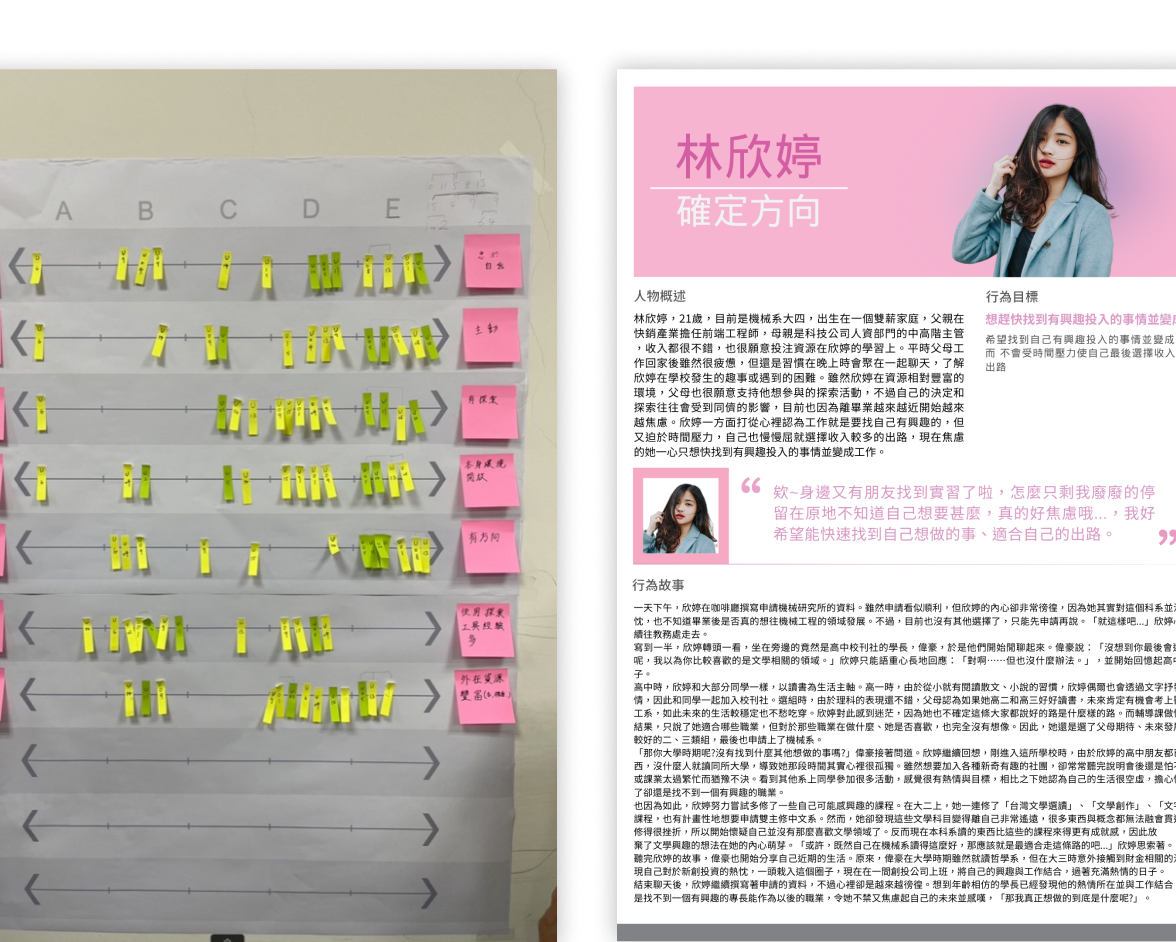 A B C D E
忠於
自我
主動
有探索
本身環境
開放
有方向
使用探索
工具經驗
多
外在資源
豐富
林欣婷
確定方向
人物概述
林欣庭，21歲，目前是機械系大四，出生在一個雙薪家庭，父親在
快銷產業擔任前端工程師，母親是科技公司人資部門的中高階主管
，收入都很不錯，也很願意投注資源在欣婷的學習上。平時父母工
作回家後雖然很疲憊，但還是習慣在晚上時會聚在一起聊天，了解
欣婷在學校發生的趣事或遇到的困難。雖然欣婷在資源相對豐富的
環境，父母也很願意支持他想參與的探索活動，不過自己的決定和
探索往往會受到同儕的影響，目前也因為離畢業越來越近開始越來
越焦慮。欣婷一方面打從心裡認為工作就是要找自己有興趣的，但
又迫於時間壓力，自己也慢慢屈就選擇收入較多的出路，現在焦慮
的她一心只想快找到有興趣投入的事情並變成工作。
行為目標
想趕快找到有興趣投入的事情並變成
希望找到自己有興趣投入的事情並變成
而 不會受時間壓力使自己最後選擇收入
出路
“ 欸~身邊又有朋友找到實習了啦，怎麼只剩我廢廢的停
留在原地不知道自己想要甚麼，真的好焦慮哦...，我好
希望能快速找到自己想做的事、適合自己的出路。 ”
行為故事
一天下午，欣婷在咖啡廳撰寫申請機械研究所的資料。雖然申請看似順利，但欣婷的內心卻非常徬徨，因為她其實對這個科系並沒
忱，也不知道畢業後是否真的想往機械工程的領域發展。不過，目前也沒有其他選擇了，只能先申請再說。「就這樣吧...」欣婷心
續往教務處走去。
寫到一半，欣婷轉頭一看，坐在旁邊的竟然是高中校刊社的學長，偉豪，於是他們開始閒聊起來。偉豪說：「沒想到你最後會選
呢，我以為你比較喜歡的是文學相關的領域。」欣婷只能語重心長地回應：「對啊……但也沒什麼辦法。」，並開始回憶起高中
子。
高中時，欣婷和大部分同學一樣，以讀書為生活主軸。高一時，由於從小就有閱讀散文、小說的習慣，欣婷偶爾也會透過文字抒發
情，因此和同學一起加入校刊社。選組時，由於理科的表現還不錯，父母認為如果她高二和高三好好讀書，未來肯定有機會考上
工系，如此未來的生活較穩定也不愁吃穿。欣婷對此感到迷茫，因為她也不確定這條大家都說好的路是什麼樣的路。而輔導課做
結果，只說了她適合哪些職業，但對於那些職業在做什麼、她是否喜歡，也完全沒有想像。因此，她還是選了父母期待、未來發展
較好的二、三類組，最後也申請上了機械系。
「那你大學時期呢?沒有找到什麼其他想做的事嗎?」偉豪接著問道。欣婷繼續回想，剛進入這所學校時，由於欣婷的高中朋友都
西，沒什麼人就讀同所大學，導致她那段時間其實心裡很孤獨。雖然想要加入各種新奇有趣的社團，卻常常聽完說明會後還是怕
或課業太過繁忙而猶豫不決。看到其他系上同學參加很多活動，感覺很有熱情與目標，相比之下她認為自己的生活很空虛，擔心
了卻還是找不到一個有興趣的職業。
也因為如此，欣婷努力嘗試多修了一些自己可能感興趣的課程。在大二上，她一連修了「台灣文學選讀」、「文學創作」、「文
課程，也有計畫性地想要申請雙主修中文系。然而，她卻發現這些文學科目變得離自己非常遙遠，很多東西與概念都無法融會貫通
修得很挫折，所以開始懷疑自己並沒有那麼喜歡文學領域了。反而現在本科系讀的東西比這些的課程來得更有成就感，因此放
棄了文學興趣的想法在她的內心萌芽。「或許，既然自己在機械系讀得這麼好，那應該就是最適合走這條路的吧...」欣婷思索著。
聽完欣婷的故事，偉豪也開始分享自己近期的生活。原來，偉豪在大學時期雖然就讀哲學系，但在大三時意外接觸到財金相關的
現自己對於新創投資的熱忱，一頭栽入這個圈子，現在在一間創投公司上班，將自己的興趣與工作結合，過著充滿熱情的日子。
結束聊天後，欣婷繼續撰寫著申請的資料，不過心裡卻是越來越徬徨。想到年齡相仿的學長已經發現他的熱情所在並與工作結合
是找不到一個有興趣的專長能作為以後的職業，令她不禁又焦慮起自己的未來並感嘆，「那我真正想做的到底是什麼呢?」。